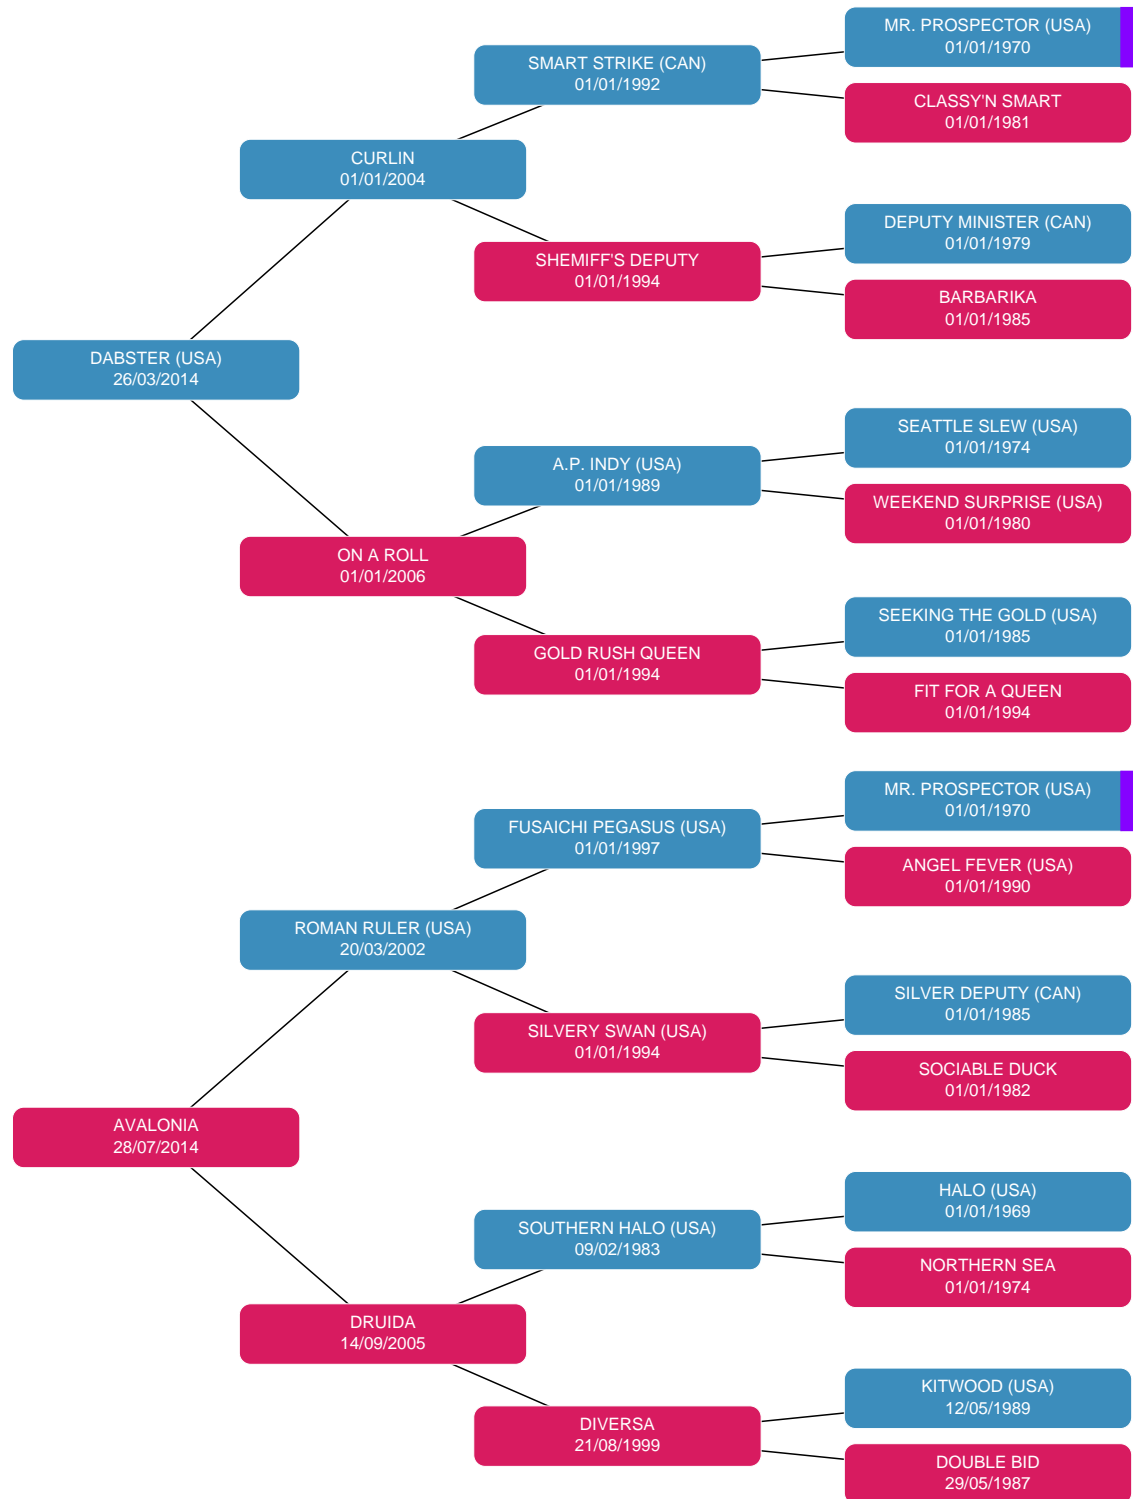 MR. PROSPECTOR (USA)
01/01/1970
SMART STRIKE (CAN)
01/01/1992
CLASSY'N SMART
01/01/1981
CURLIN
01/01/2004
DEPUTY MINISTER (CAN)
01/01/1979
SHEMIFF'S DEPUTY
01/01/1994
BARBARIKA
01/01/1985
DABSTER (USA)
26/03/2014
SEATTLE SLEW (USA)
01/01/1974
A.P. INDY (USA)
01/01/1989
WEEKEND SURPRISE (USA)
01/01/1980
ON A ROLL
01/01/2006
SEEKING THE GOLD (USA)
01/01/1985
GOLD RUSH QUEEN
01/01/1994
FIT FOR A QUEEN
01/01/1994
MR. PROSPECTOR (USA)
01/01/1970
FUSAICHI PEGASUS (USA)
01/01/1997
ANGEL FEVER (USA)
01/01/1990
ROMAN RULER (USA)
20/03/2002
SILVER DEPUTY (CAN)
01/01/1985
SILVERY SWAN (USA)
01/01/1994
SOCIABLE DUCK
01/01/1982
AVALONIA
28/07/2014
HALO (USA)
01/01/1969
SOUTHERN HALO (USA)
09/02/1983
NORTHERN SEA
01/01/1974
DRUIDA
14/09/2005
KITWOOD (USA)
12/05/1989
DIVERSA
21/08/1999
DOUBLE BID
29/05/1987